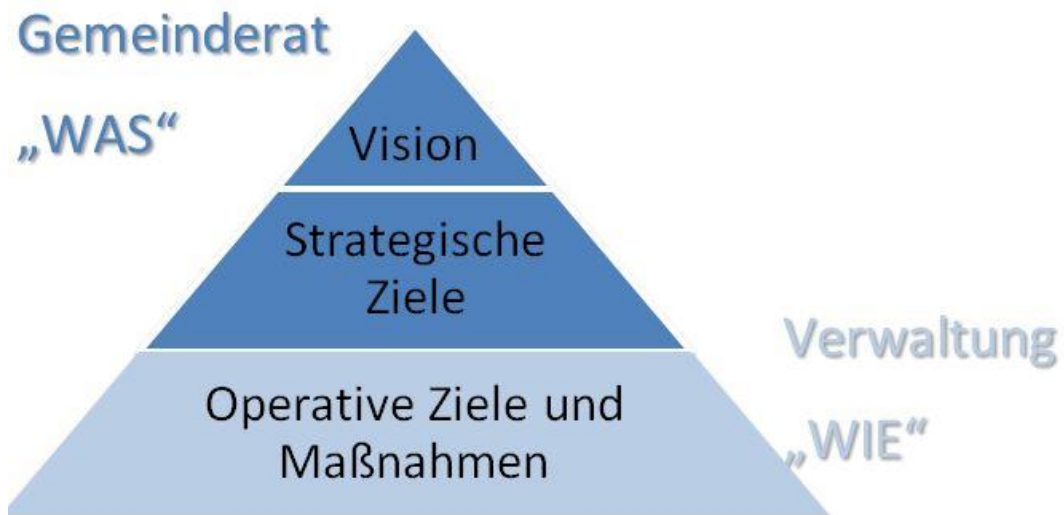 Gemeinderat
„WAS“
Vision
Strategische
Ziele
Verwaltung
Operative Ziele und
Maßnahmen
„WIE“